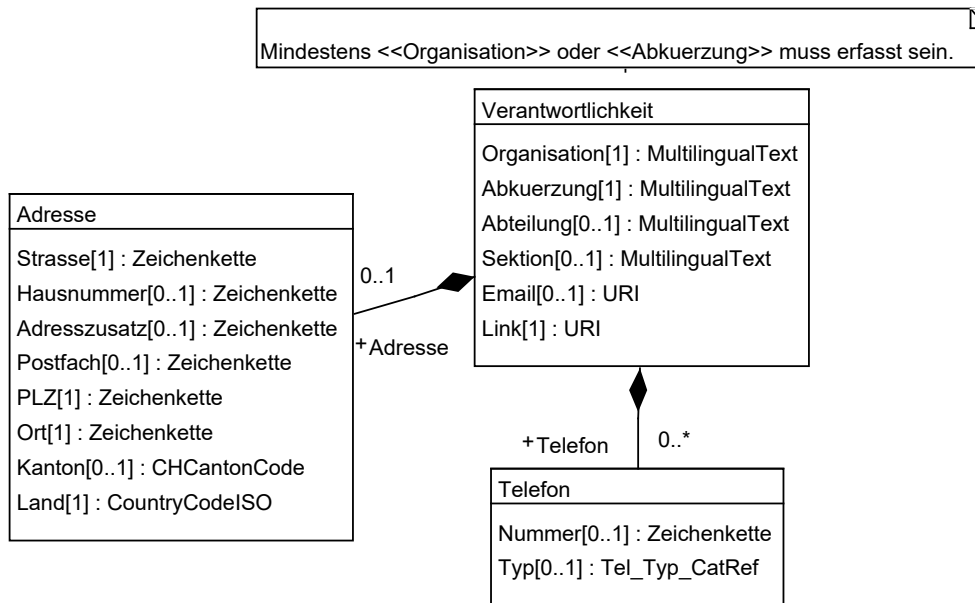 Mindestens <<Organisation>> oder <<Abkuerzung>> muss erfasst sein.
Verantwortlichkeit
Organisation[1] : MultilingualText
Abkuerzung[1] : MultilingualText
Abteilung[0..1] : MultilingualText
Sektion[0..1] : MultilingualText
Email[0..1] : URI
Link[1] : URI
Adresse
Strasse[1] : Zeichenkette
Hausnummer[0..1] : Zeichenkette
Adresszusatz[0..1] : Zeichenkette
Postfach[0..1] : Zeichenkette
PLZ[1] : Zeichenkette
Ort[1] : Zeichenkette
Kanton[0..1] : CHCantonCode
Land[1] : CountryCodeISO
0..1
+Adresse
+Telefon
0..*
Telefon
Nummer[0..1] : Zeichenkette
Typ[0..1] : Tel_Typ_CatRef